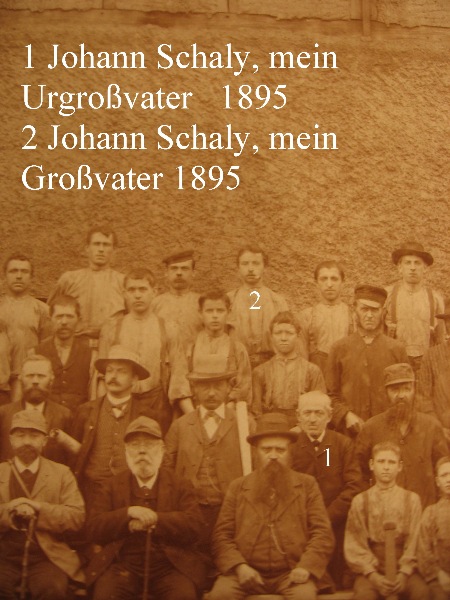 1 Johann Schaly, mein
Urgroßvater 1895
2 Johann Schaly, mein
Großvater 1895
2
1